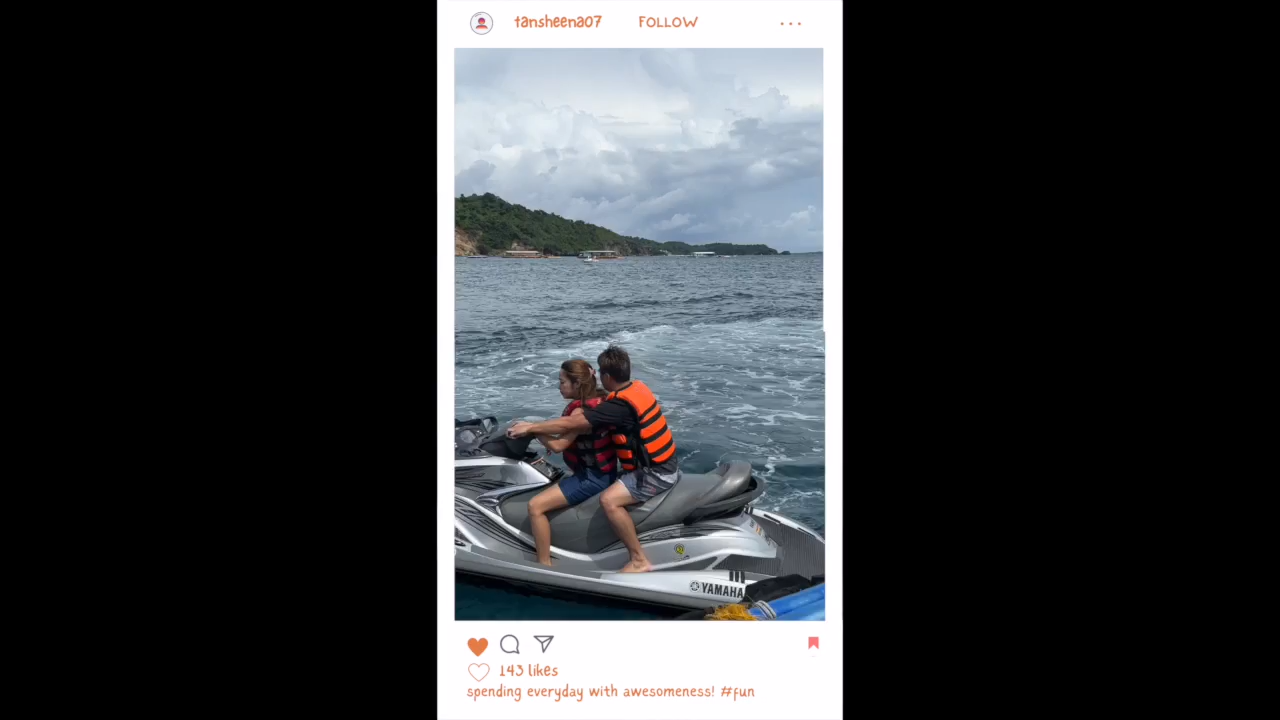 tansheena07 FOLLOW
YAMAHA
143 likes
spending everyday with awesomeness! #fun